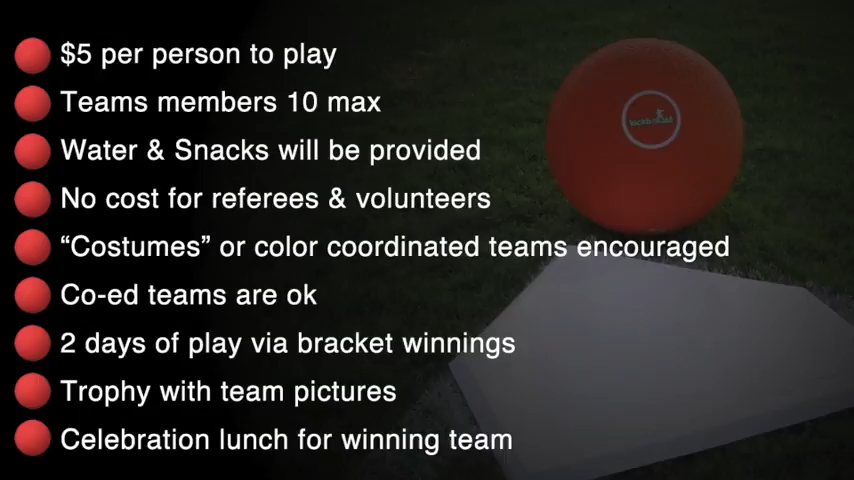 $5 per person to play
Teams members 10 max
Water & Snacks will be provided
No cost for referees & volunteers
“Costumes” or color coordinated teams encouraged
Co-ed teams are ok
2 days of play via bracket winnings
Trophy with team pictures
Celebration lunch for winning team